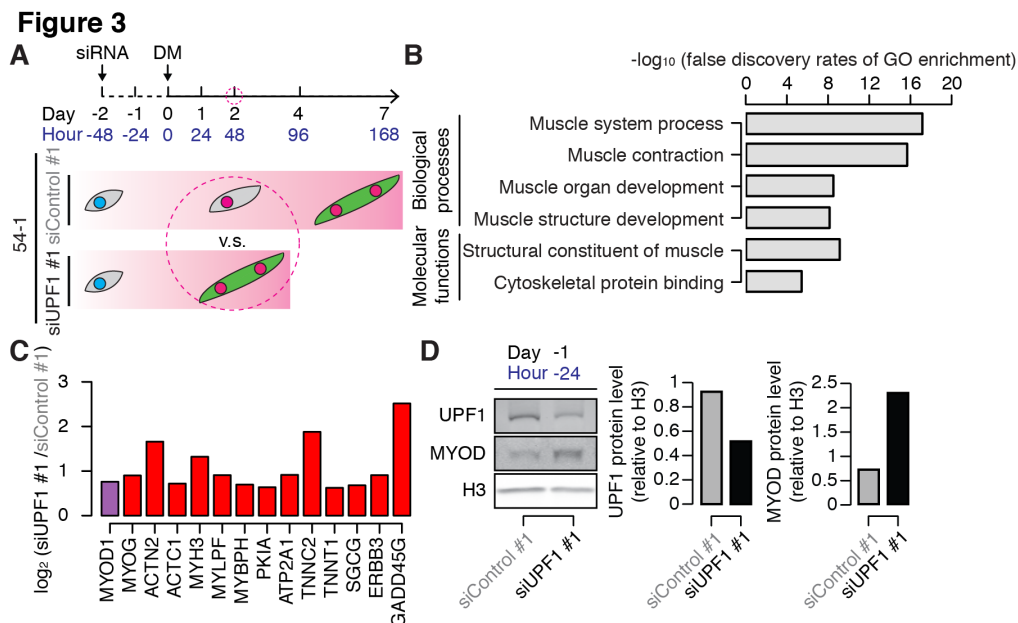 Figure 3
A
siRNA DM
Day -2 -1 0 1 2 4 7
Hour -48 -24 0 24 48 96 168
54-1
siControl #1
siUPF1 #1
v.s.
B
-log₁₀ (false discovery rates of GO enrichment)
0 4 8 12 16 20
Biological
processes
Muscle system process
Muscle contraction
Muscle organ development
Muscle structure development
Molecular
functions
Structural constituent of muscle
Cytoskeletal protein binding
C
log₂ (siUPF1 #1 /siControl #1)
3
2
1
0
MYOD1
MYOG
ACTN2
ACTC1
MYH3
MYLPF
MYBPH
PKIA
ATP2A1
TNNC2
TNNT1
SGCG
ERBB3
GADD45G
D
Day -1
Hour -24
UPF1
MYOD
H3
siControl #1
siUPF1 #1
UPF1 protein level
(relative to H3)
1
0.8
0.6
0.4
0.2
0
siControl #1
siUPF1 #1
MYOD protein level
(relative to H3)
2.5
2
1.5
1
0.5
0
siControl #1
siUPF1 #1